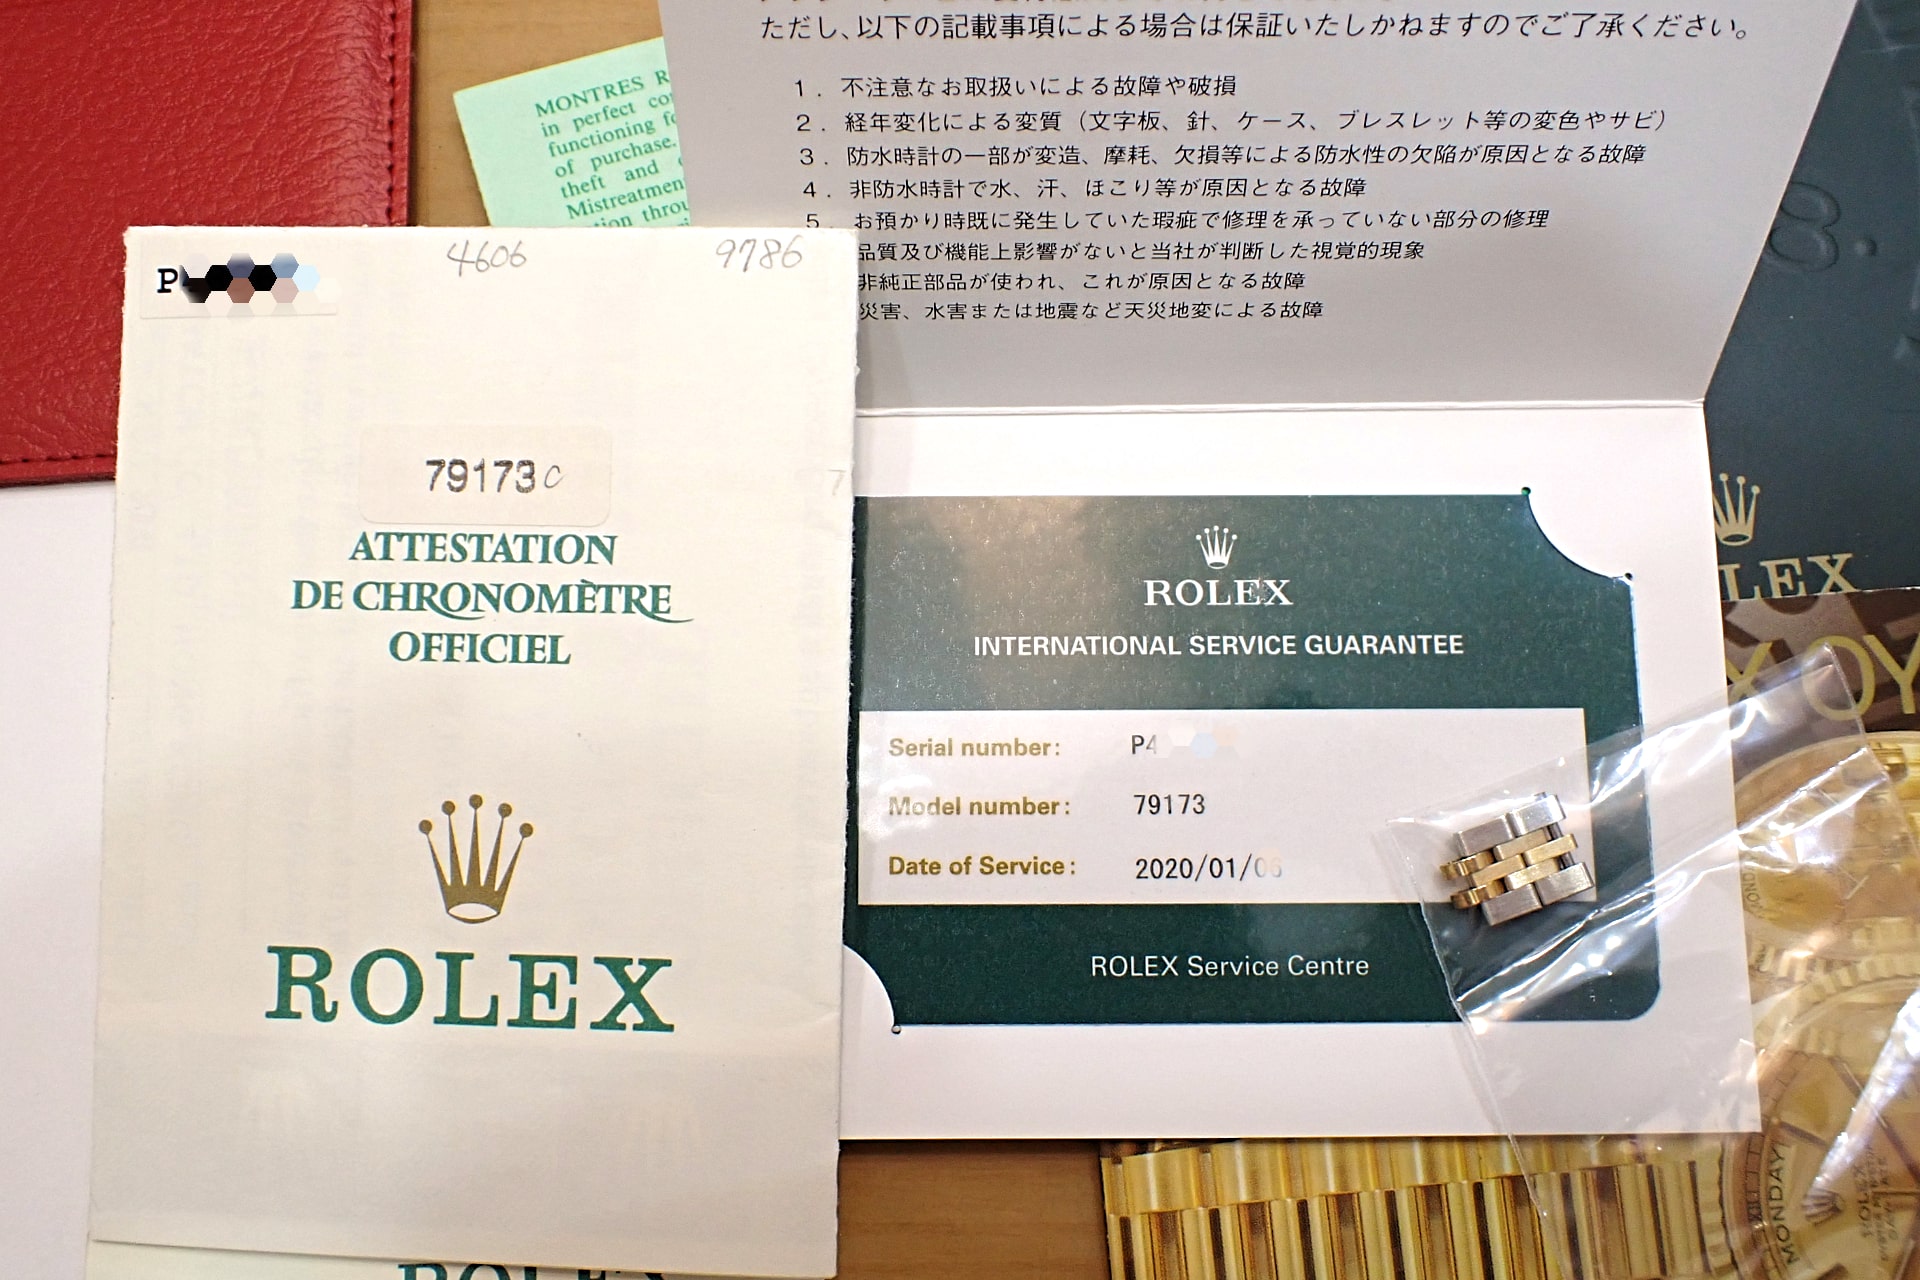 ただし、以下の記載事項による場合は保証いたしかねますのでご了承ください。
1. 不注意なお取扱いによる故障や破損
2. 経年変化による変質（文字板、針、ケース、ブレスレット等の変色やサビ）
3. 防水時計の一部が変造、摩耗、欠損等による防水性の欠陥が原因となる故障
4. 非防水時計で水、汗、ほこり等が原因となる故障
5. お預かり時既に発生していた瑕疵で修理を承っていない部分の修理
品質及び機能上影響がないと当社が判断した視覚的現象
非純正部品が使われ、これが原因となる故障
災害、水害または地震など天災地変による故障
MONTRES R
in perfect
functioning
of purchase.
theft and
Mistreatmen
tion throu
P
4606
9786
79173 c
ATTESTATION
DE CHRONOMÈTRE
OFFICIEL
ROLEX
ROLEX
INTERNATIONAL SERVICE GUARANTEE
Serial number: P4
Model number: 79173
Date of Service: 2020/01/06
ROLEX Service Centre
LEX
X OY
MONDAY
ROLEX
ROLEX